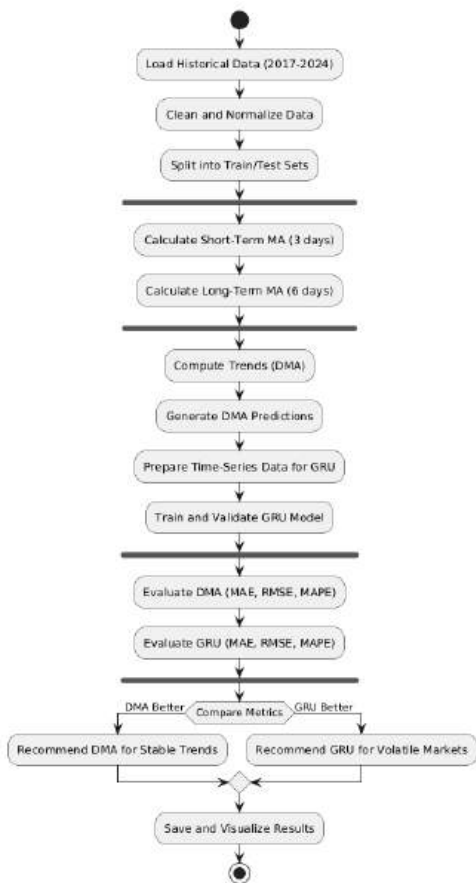 Load Historical Data (2017-2024)
Clean and Normalize Data
Split into Train/Test Sets
Calculate Short-Term MA (3 days)
Calculate Long-Term MA (6 days)
Compute Trends (DMA)
Generate DMA Predictions
Prepare Time-Series Data for GRU
Train and Validate GRU Model
Evaluate DMA (MAE, RMSE, MAPE)
Evaluate GRU (MAE, RMSE, MAPE)
DMA Better
Compare Metrics
GRU Better
Recommend DMA for Stable Trends
Recommend GRU for Volatile Markets
Save and Visualize Results